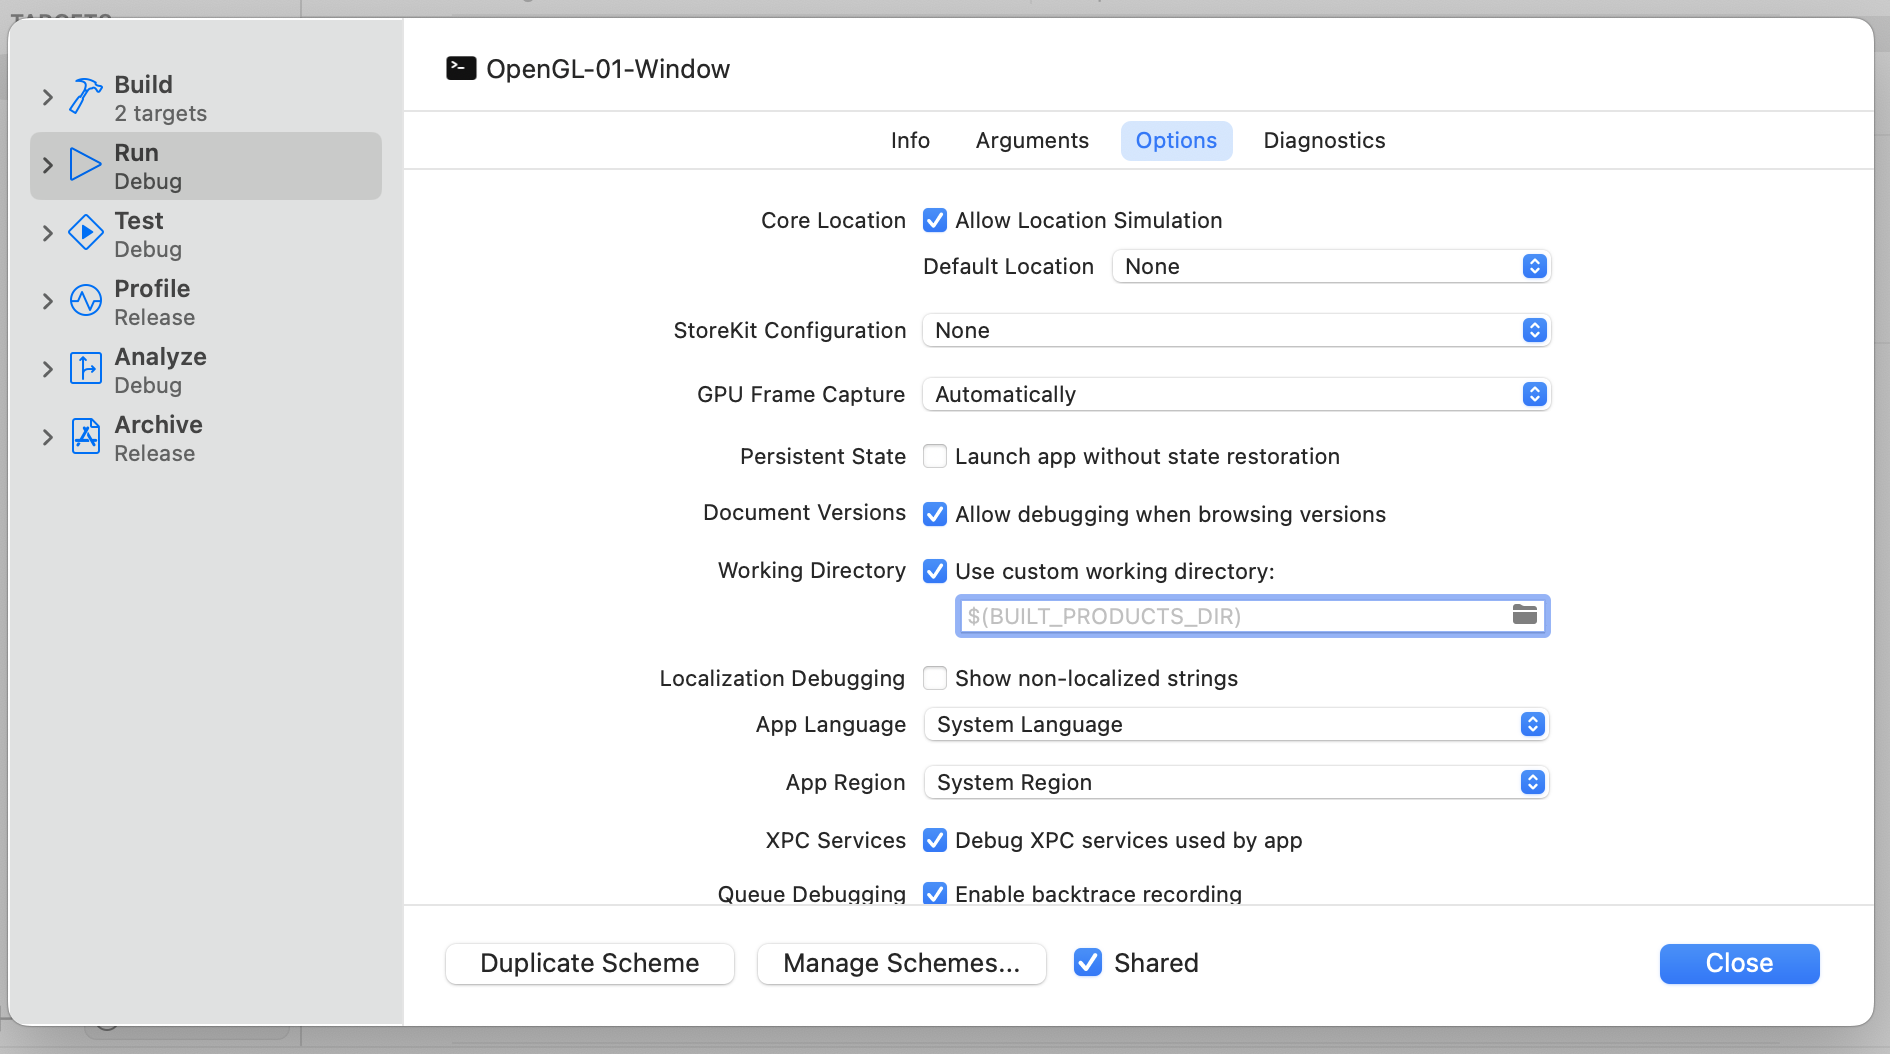 TARGETS
Build
2 targets
Run
Debug
Test
Debug
Profile
Release
Analyze
Debug
Archive
Release
OpenGL-01-Window
Info Arguments Options Diagnostics
Core Location Allow Location Simulation
Default Location None
StoreKit Configuration None
GPU Frame Capture Automatically
Persistent State Launch app without state restoration
Document Versions Allow debugging when browsing versions
Working Directory Use custom working directory:
$(BUILT_PRODUCTS_DIR)
Localization Debugging Show non-localized strings
App Language System Language
App Region System Region
XPC Services Debug XPC services used by app
Queue Debugging Enable backtrace recording
Duplicate Scheme Manage Schemes... Shared Close